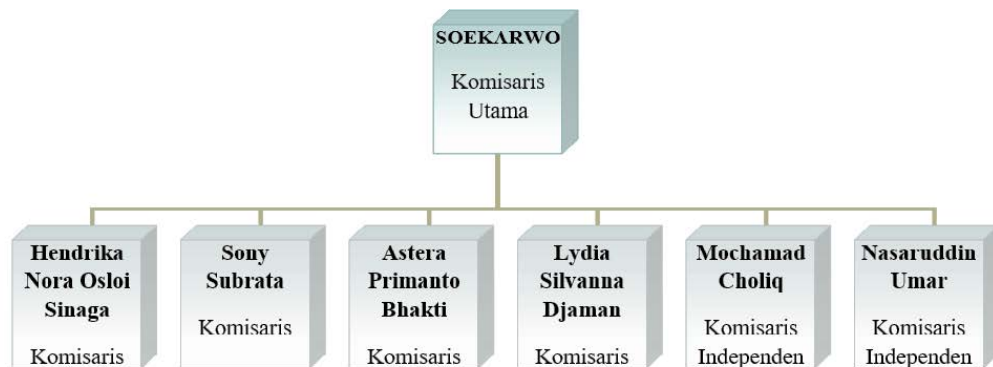 SOEKARWO
Komisaris
Utama
Hendrika
Nora Osloi
Sinaga
Komisaris
Sony
Subrata
Komisaris
Astera
Primanto
Bhakti
Komisaris
Lydia
Silvanna
Djaman
Komisaris
Mochamad
Choliq
Komisaris
Independen
Nasaruddin
Umar
Komisaris
Independen